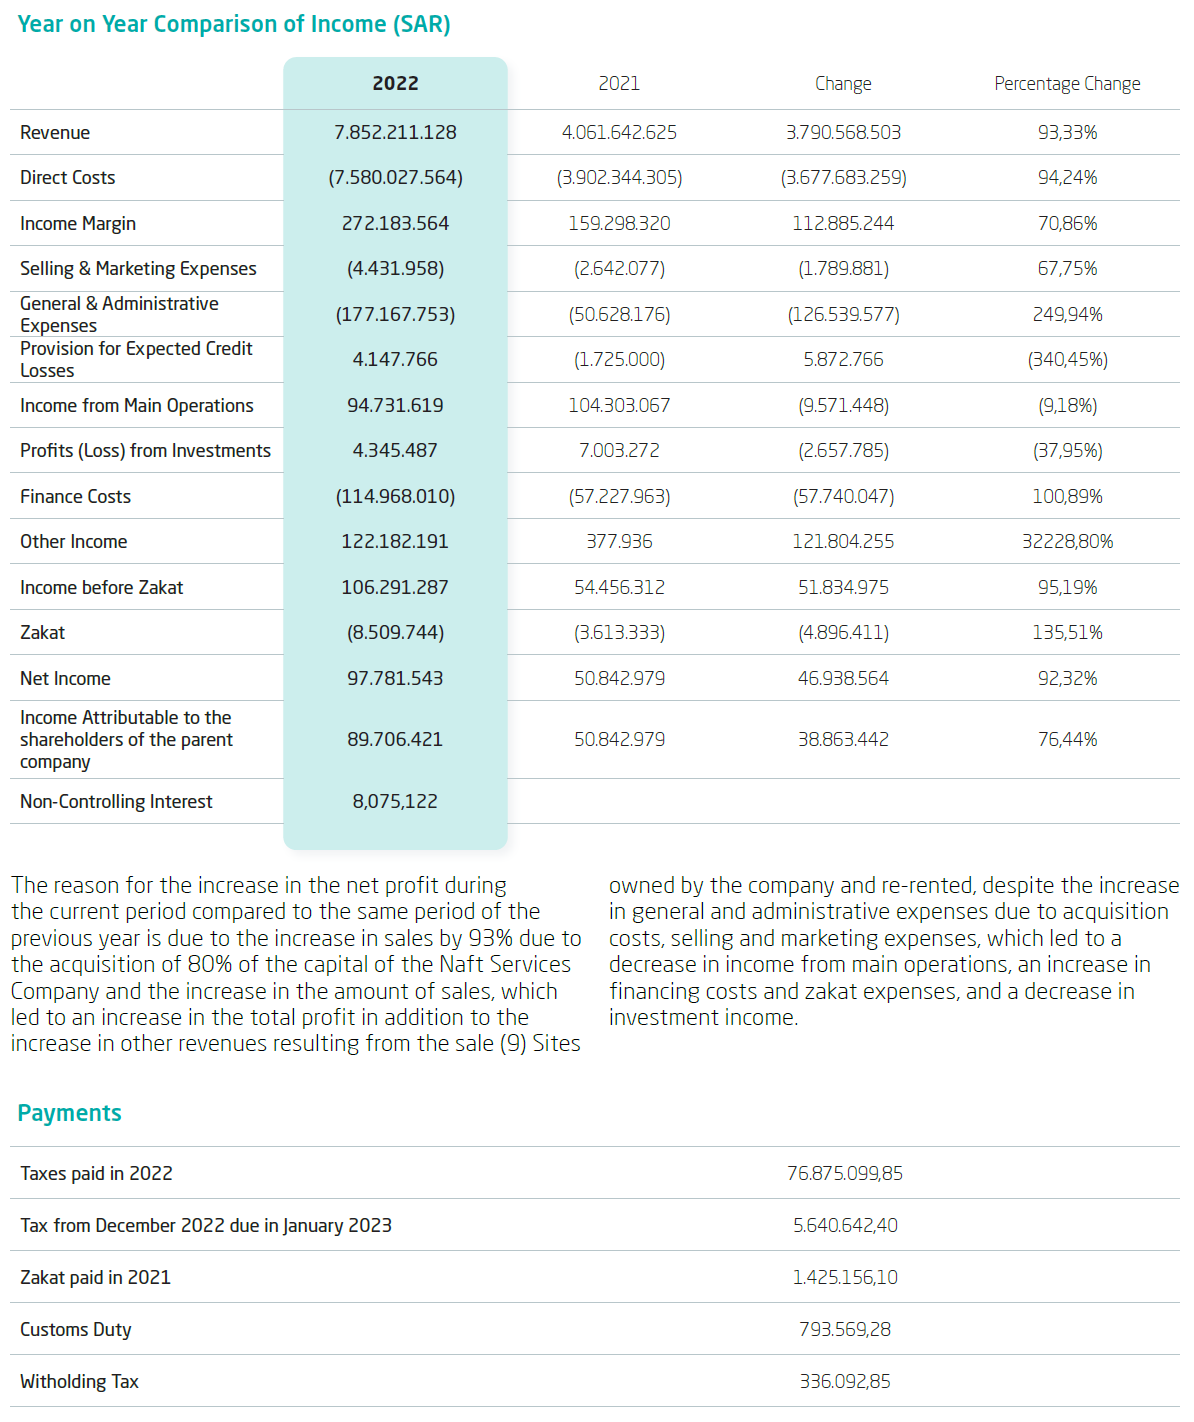 Year on Year Comparison of Income (SAR)
2022 2021 Change Percentage Change
Revenue 7.852.211.128 4.061.642.625 3.790.568.503 93,33%
Direct Costs (7.580.027.564) (3.902.344.305) (3.677.683.259) 94,24%
Income Margin 272.183.564 159.298.320 112.885.244 70,86%
Selling & Marketing Expenses (4.431.958) (2.642.077) (1.789.881) 67,75%
General & Administrative
Expenses (177.167.753) (50.628.176) (126.539.577) 249,94%
Provision for Expected Credit
Losses 4.147.766 (1.725.000) 5.872.766 (340,45%)
Income from Main Operations 94.731.619 104.303.067 (9.571.448) (9,18%)
Profits (Loss) from Investments 4.345.487 7.003.272 (2.657.785) (37,95%)
Finance Costs (114.968.010) (57.227.963) (57.740.047) 100,89%
Other Income 122.182.191 377.936 121.804.255 32228,80%
Income before Zakat 106.291.287 54.456.312 51.834.975 95,19%
Zakat (8.509.744) (3.613.333) (4.896.411) 135,51%
Net Income 97.781.543 50.842.979 46.938.564 92,32%
Income Attributable to the
shareholders of the parent
company 89.706.421 50.842.979 38.863.442 76,44%
Non-Controlling Interest 8,075,122
The reason for the increase in the net profit during
the current period compared to the same period of the
previous year is due to the increase in sales by 93% due to
the acquisition of 80% of the capital of the Naft Services
Company and the increase in the amount of sales, which
led to an increase in the total profit in addition to the
increase in other revenues resulting from the sale (9) Sites
owned by the company and re-rented, despite the increase
in general and administrative expenses due to acquisition
costs, selling and marketing expenses, which led to a
decrease in income from main operations, an increase in
financing costs and zakat expenses, and a decrease in
investment income.
Payments
Taxes paid in 2022 76.875.099,85
Tax from December 2022 due in January 2023 5.640.642,40
Zakat paid in 2021 1.425.156,10
Customs Duty 793.569,28
Witholding Tax 336.092,85